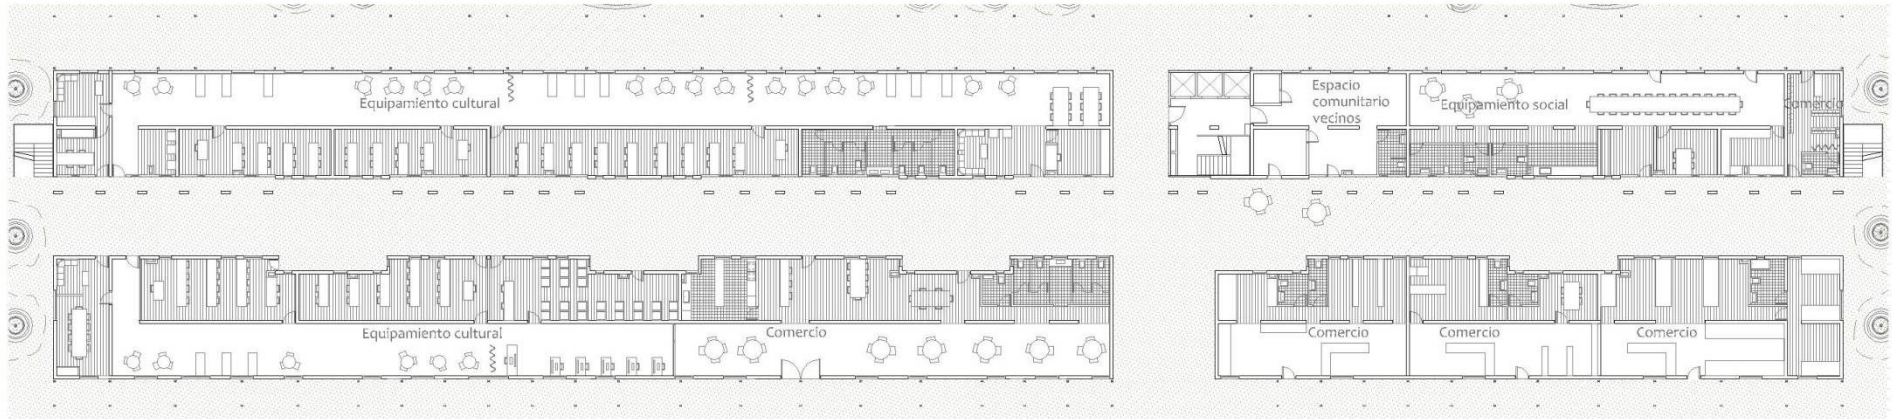 Equipamiento cultural
Espacio
comunitario
vecinos
Equipamiento social
Comercio
Equipamiento cultural
Comercio
Comercio
Comercio
Comercio